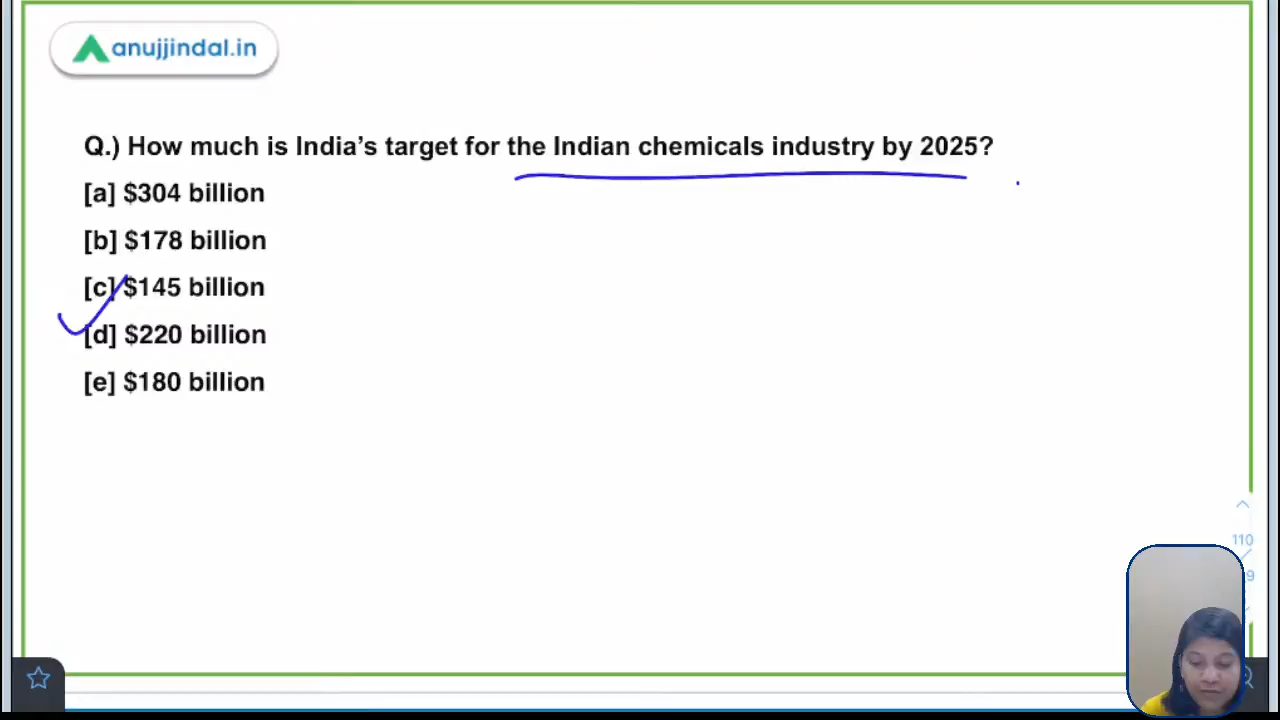 anujjindal.in
Q.) How much is India's target for the Indian chemicals industry by 2025?
[a] $304 billion
[b] $178 billion
[c] $145 billion
[d] $220 billion
[e] $180 billion
110
9